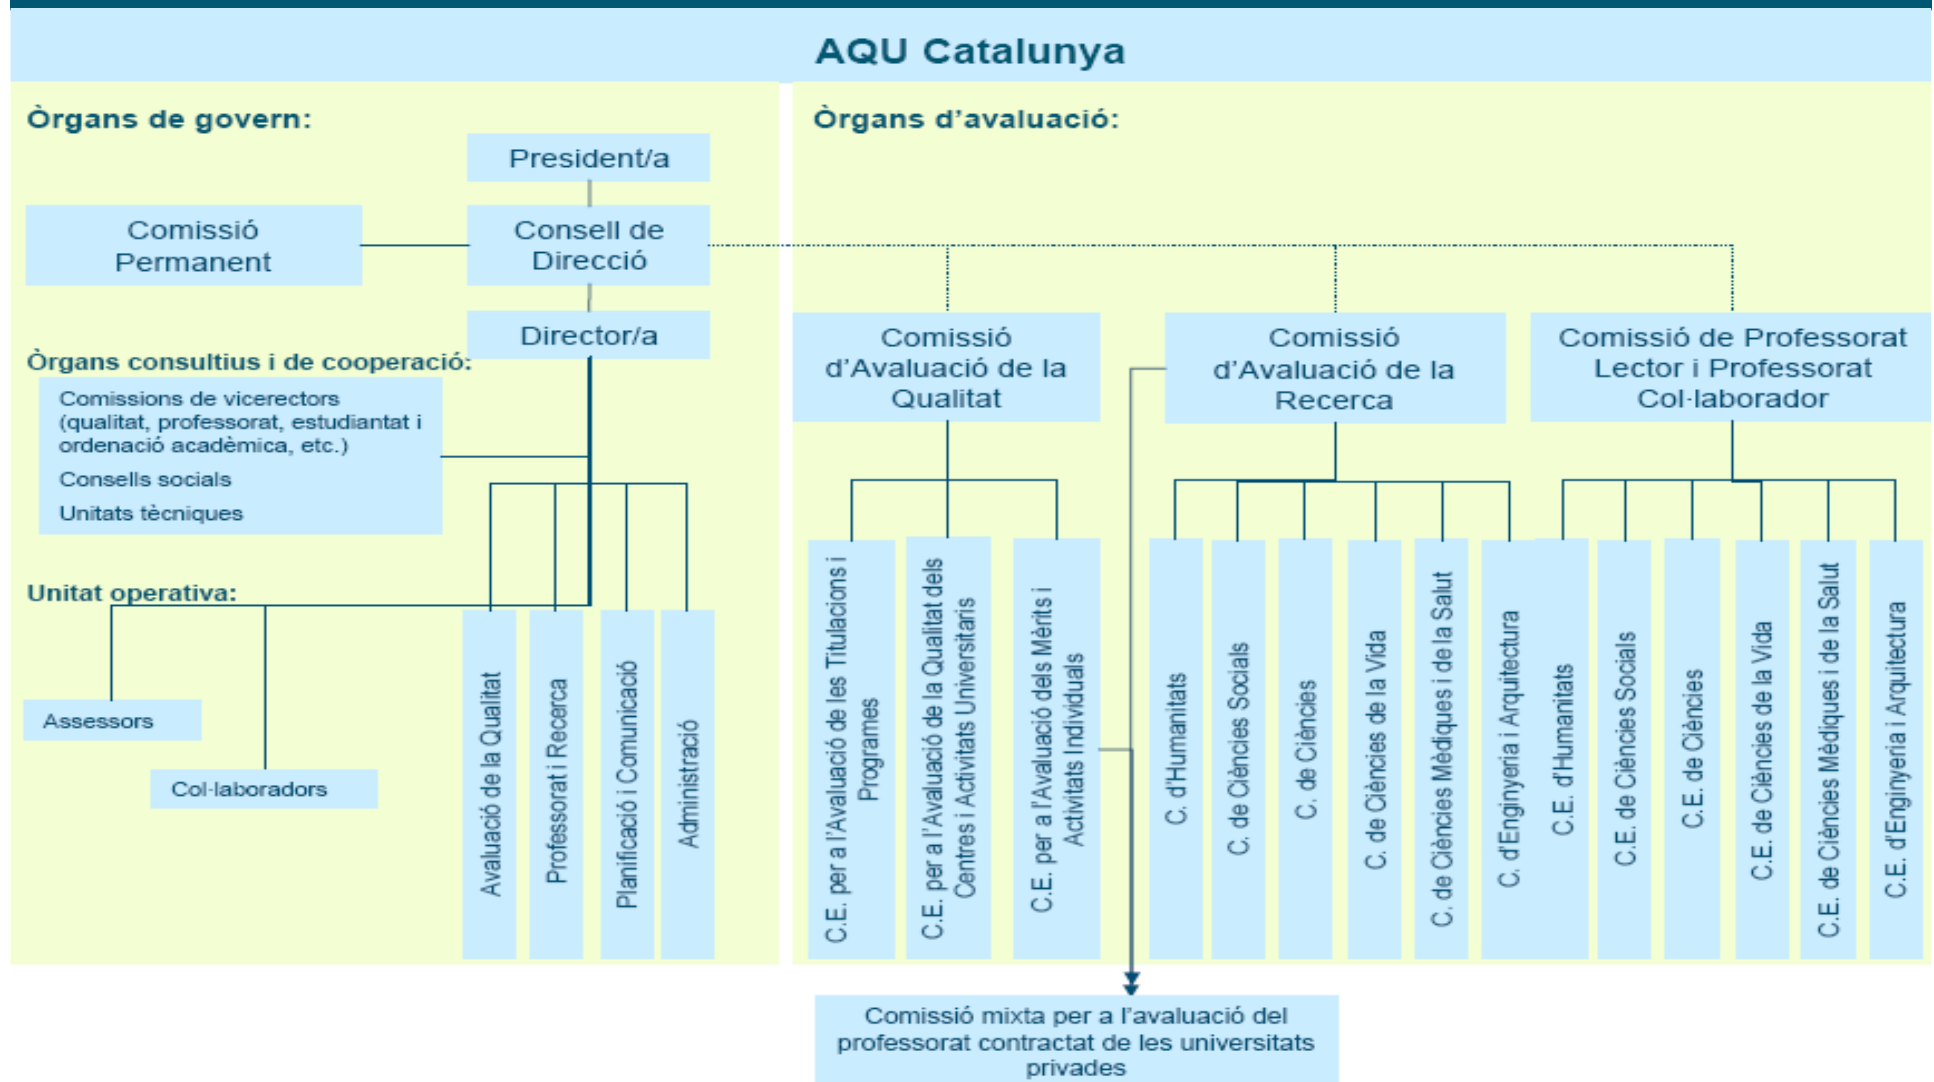 AQU Catalunya
Òrgans de govern:
President/a
Comissió
Permanent
Consell de
Direcció
Director/a
Òrgans consultius i de cooperació:
Comissions de vicerectors
(qualitat, professorat, estudiantat i
ordenació acadèmica, etc.)
Consells socials
Unitats tècniques
Unitat operativa:
Assessors
Col·laboradors
Avaluació de la Qualitat
Professorat i Recerca
Planificació i Comunicació
Administració
Òrgans d’avaluació:
Comissió
d’Avaluació de la
Qualitat
Comissió
d’Avaluació de la
Recerca
Comissió de Professorat
Lector i Professorat
Col·laborador
C.E. per a l’Avaluació de les Titulacions i
Programes
C.E. per a l’Avaluació de la Qualitat dels
Centres i Activitats Universitaris
C.E. per a l’Avaluació dels Mèrits i
Activitats Individuals
C. d’Humanitats
C. de Ciències Socials
C. de Ciències
C. de Ciències de la Vida
C. de Ciències Mèdiques i de la Salut
C. d’Enginyeria i Arquitectura
C.E. d’Humanitats
C.E. de Ciències Socials
C.E. de Ciències
C.E. de Ciències de la Vida
C.E. de Ciències Mèdiques i de la Salut
C.E. d’Enginyeria i Arquitectura
Comissió mixta per a l’avaluació del
professorat contractat de les universitats
privades